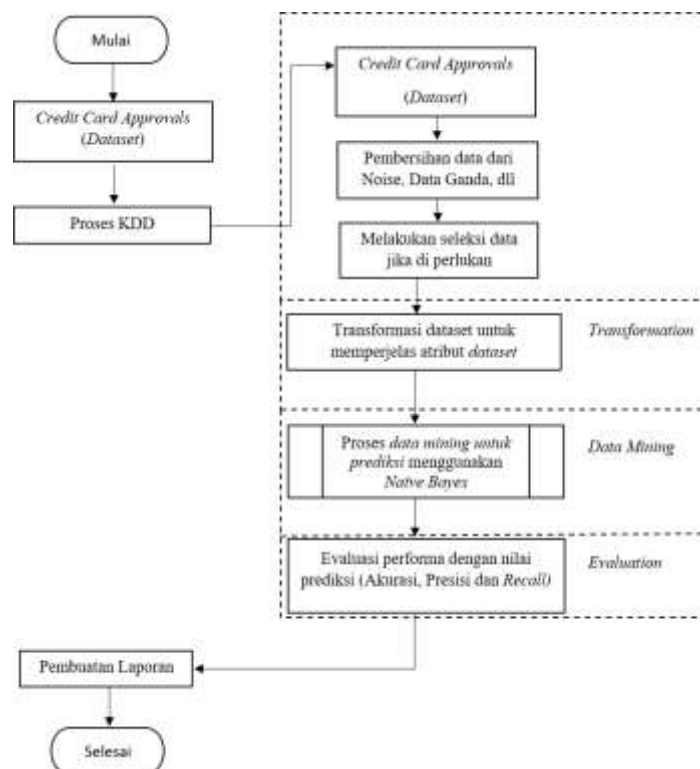 Mulai
Credit Card Approvals
(Dataset)
Proses KDD
Credit Card Approvals
(Dataset)
Pembersihan data dari
Noise, Data Ganda, dll
Melakukan seleksi data
jika di perlukan
Transformasi dataset untuk
memperjelas atribut dataset
Transformation
Proses data mining untuk
prediksi menggunakan
Naïve Bayes
Data Mining
Evaluasi performa dengan nilai
prediksi (Akurasi, Presisi dan Recall)
Evaluation
Pembuatan Laporan
Selesai